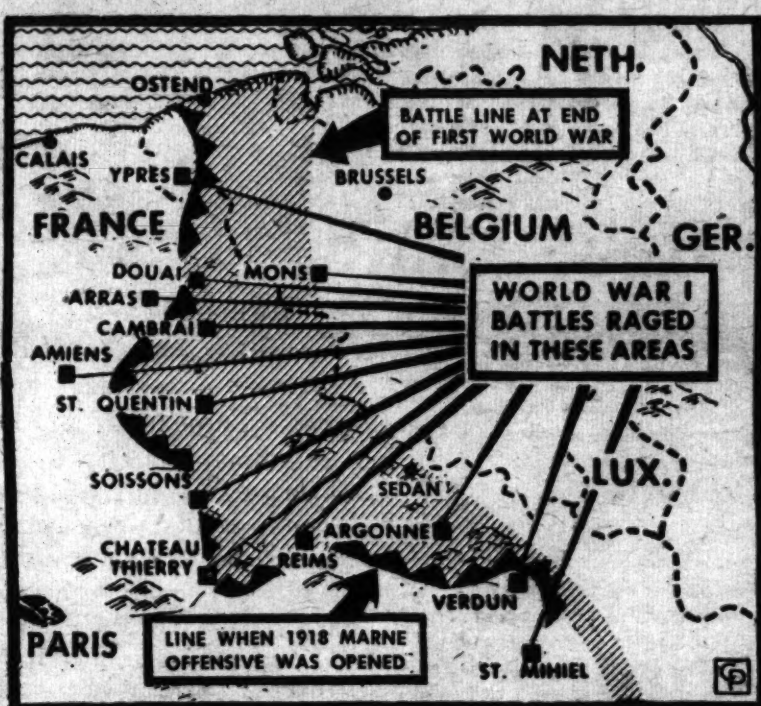 NETH.
OSTEND
BATTLE LINE AT END
OF FIRST WORLD WAR
CALAIS
YPRES
BRUSSELS
FRANCE
BELGIUM
GER.
DOUAI
MONS
ARRAS
WORLD WAR I
BATTLES RAGED
IN THESE AREAS
CAMBRAI
AMIENS
ST. QUENTIN
SOISSONS
SEDAN
LUX.
ARGONNE
CHATEAU
THIERRY
REIMS
VERDUN
PARIS
LINE WHEN 1918 MARNE
OFFENSIVE WAS OPENED
ST. MIHIEL
CP